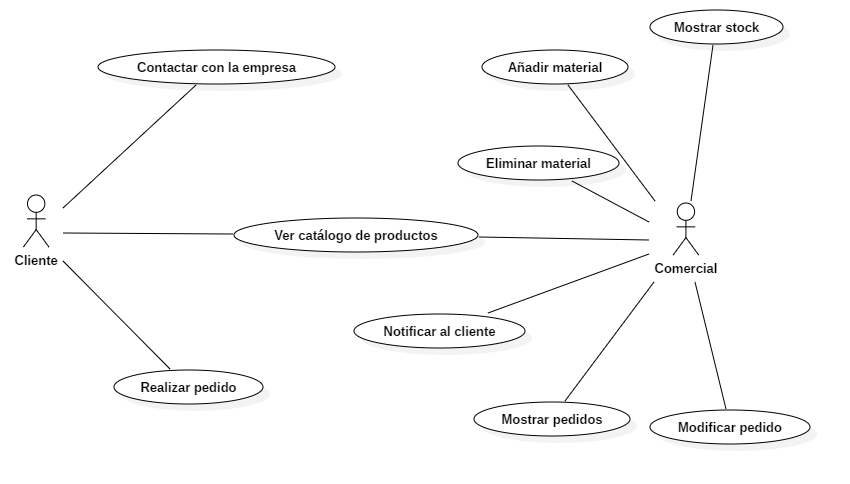 Mostrar stock
Contactar con la empresa
Añadir material
Eliminar material
Ver catálogo de productos
Cliente
Comercial
Notificar al cliente
Realizar pedido
Mostrar pedidos
Modificar pedido